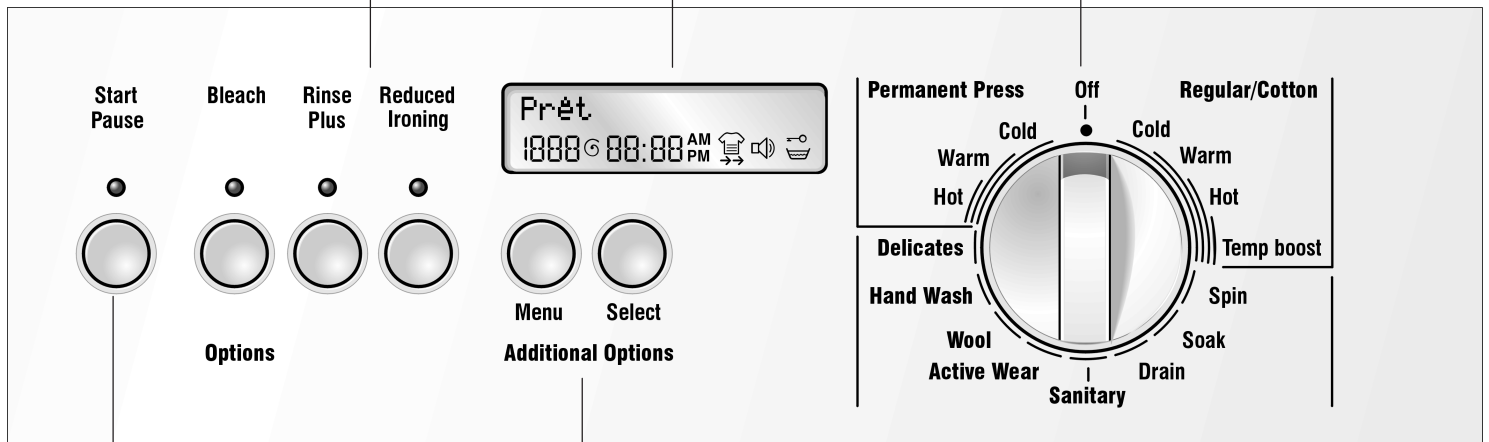 Start
Pause
Bleach
Rinse
Plus
Reduced
Ironing
Prêt
1888 88:88 AM
PM
Menu
Select
Options
Additional Options
Permanent Press
Off
Regular/Cotton
Cold
Warm
Hot
Cold
Warm
Hot
Temp boost
Delicates
Hand Wash
Wool
Active Wear
Sanitary
Spin
Soak
Drain